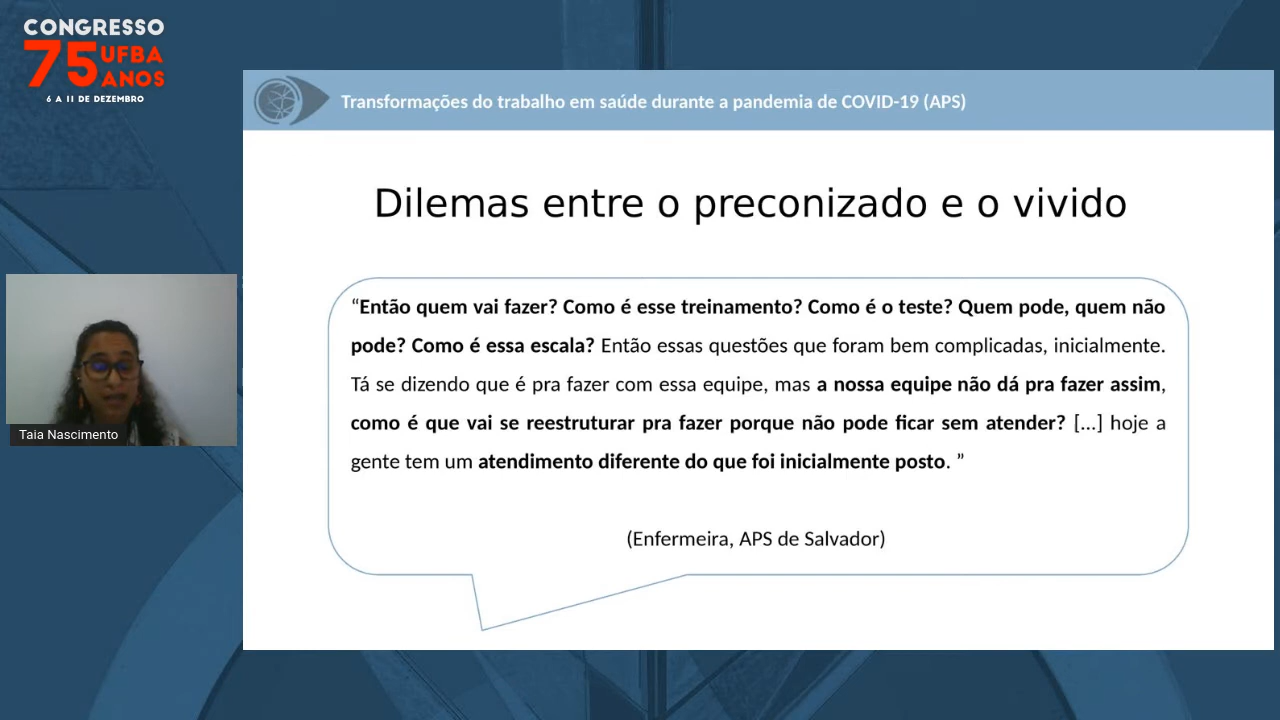 CONGRESSO
75 UFBA
ANOS
6 A 11 DE DEZEMBRO
Transformações do trabalho em saúde durante a pandemia de COVID-19 (APS)
Dilemas entre o preconizado e o vivido
“Então quem vai fazer? Como é esse treinamento? Como é o teste? Quem pode, quem não
pode? Como é essa escala? Então essas questões que foram bem complicadas, inicialmente.
Tá se dizendo que é pra fazer com essa equipe, mas a nossa equipe não dá pra fazer assim,
como é que vai se reestruturar pra fazer porque não pode ficar sem atender? [...] hoje a
gente tem um atendimento diferente do que foi inicialmente posto. ”
(Enfermeira, APS de Salvador)
Taia Nascimento